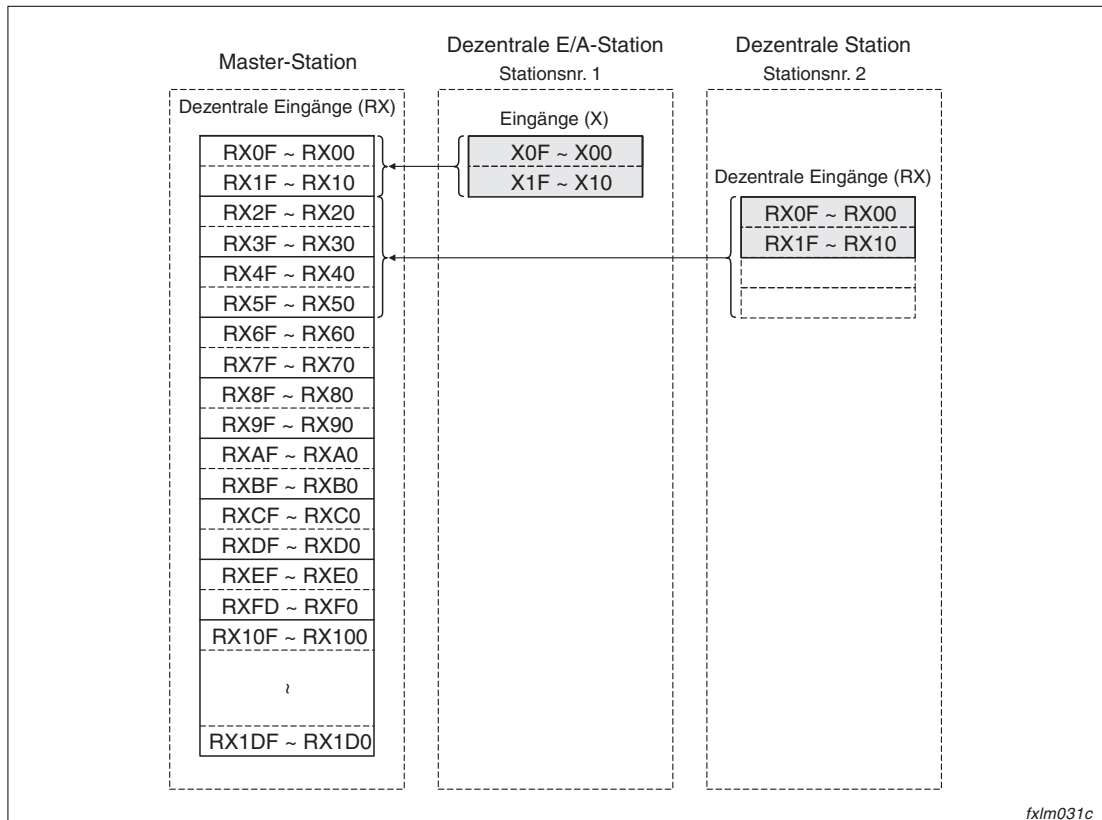 Master-Station
Dezentrale Eingänge (RX)
RX0F ~ RX00
RX1F ~ RX10
RX2F ~ RX20
RX3F ~ RX30
RX4F ~ RX40
RX5F ~ RX50
RX6F ~ RX60
RX7F ~ RX70
RX8F ~ RX80
RX9F ~ RX90
RXAF ~ RXA0
RXBF ~ RXB0
RXCF ~ RXC0
RXDF ~ RXD0
RXEF ~ RXE0
RXFD ~ RXF0
RX10F ~ RX100
~
RX1DF ~ RX1D0
Dezentrale E/A-Station
Stationsnr. 1
Eingänge (X)
X0F ~ X00
X1F ~ X10
Dezentrale Station
Stationsnr. 2
Dezentrale Eingänge (RX)
RX0F ~ RX00
RX1F ~ RX10
fxlm031c